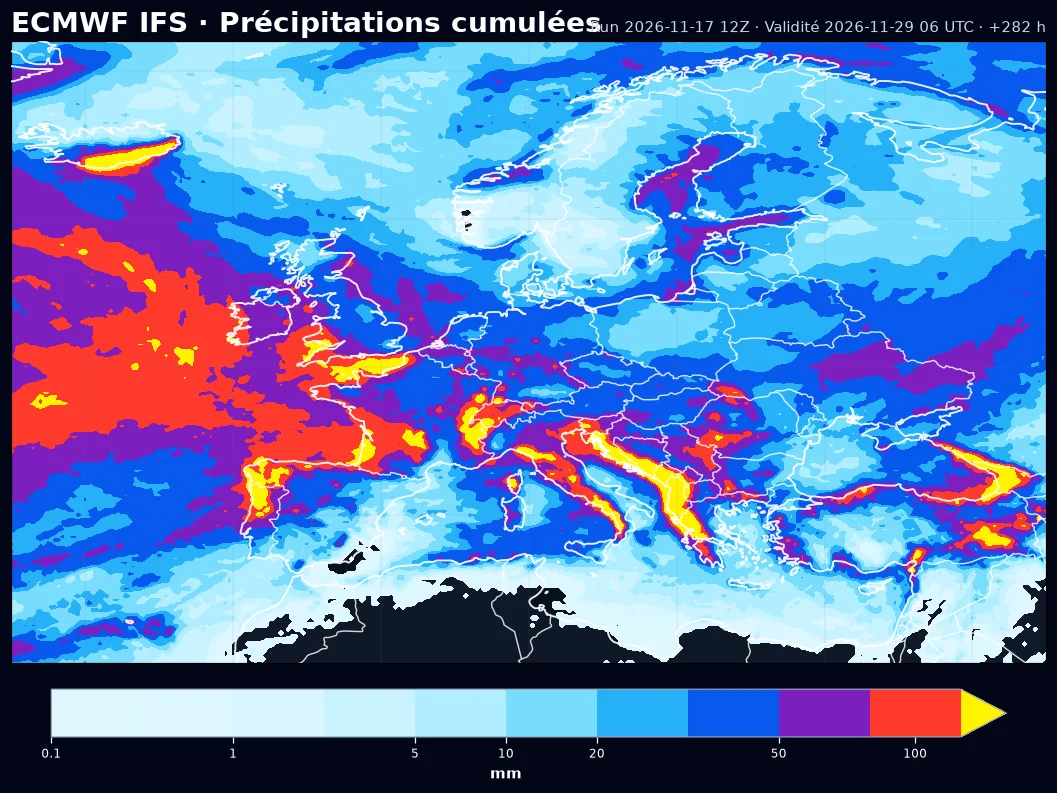 ECMWF IFS · Précipitations cumulées
Run 2026-11-17 12Z · Validité 2026-11-29 06 UTC · +282 h
0.1 1 5 10 20 50 100
mm